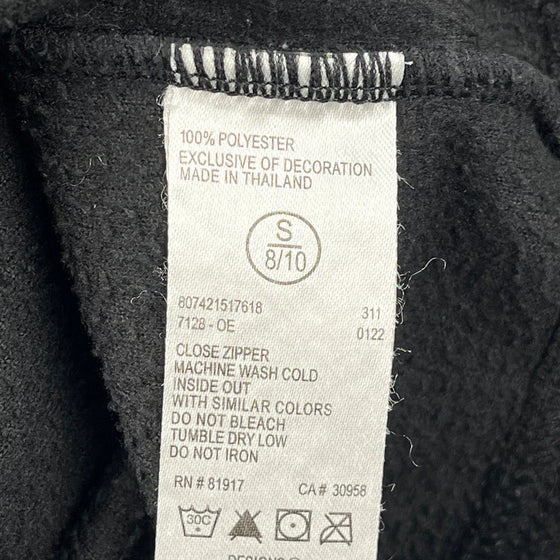 100% POLYESTER
EXCLUSIVE OF DECORATION
MADE IN THAILAND
S
8/10
807421517618 311
7128 - OE 0122
CLOSE ZIPPER
MACHINE WASH COLD
INSIDE OUT
WITH SIMILAR COLORS
DO NOT BLEACH
TUMBLE DRY LOW
DO NOT IRON
RN # 81917 CA # 30958
30C
DESIGNS ©